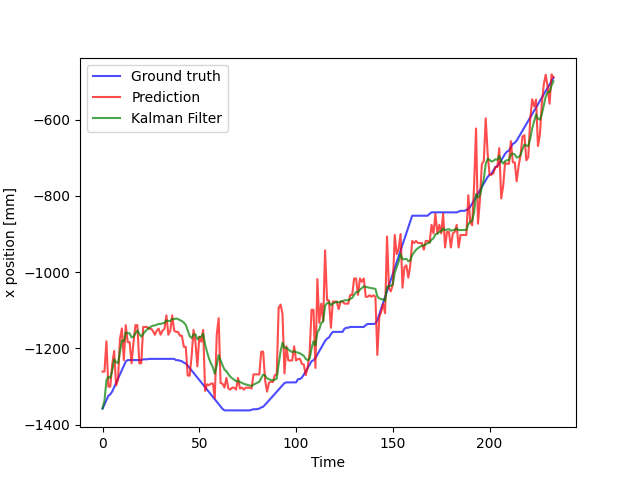 Ground truth
Prediction
Kalman Filter
x position [mm]
−600
−800
−1000
−1200
−1400
0 50 100 150 200
Time